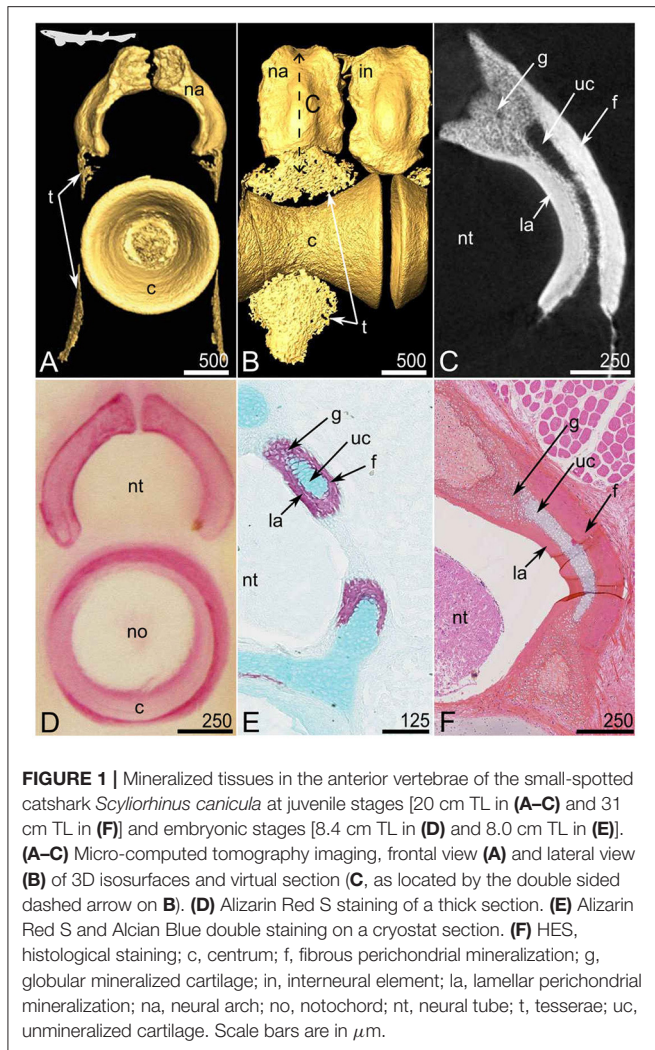 na
t
c
A
500
na
in
C
c
t
B
500
g
uc
f
la
nt
C
250
nt
no
c
D
250
g
uc
f
la
nt
E
125
g
uc
f
la
nt
F
250
FIGURE 1 | Mineralized tissues in the anterior vertebrae of the small-spotted
catshark Scyliorhinus canicula at juvenile stages [20 cm TL in (A–C) and 31
cm TL in (F)] and embryonic stages [8.4 cm TL in (D) and 8.0 cm TL in (E)].
(A–C) Micro-computed tomography imaging, frontal view (A) and lateral view
(B) of 3D isosurfaces and virtual section (C, as located by the double sided
dashed arrow on B). (D) Alizarin Red S staining of a thick section. (E) Alizarin
Red S and Alcian Blue double staining on a cryostat section. (F) HES,
histological staining; c, centrum; f, fibrous perichondrial mineralization; g,
globular mineralized cartilage; in, interneural element; la, lamellar perichondrial
mineralization; na, neural arch; no, notochord; nt, neural tube; t, tesserae; uc,
unmineralized cartilage. Scale bars are in μm.